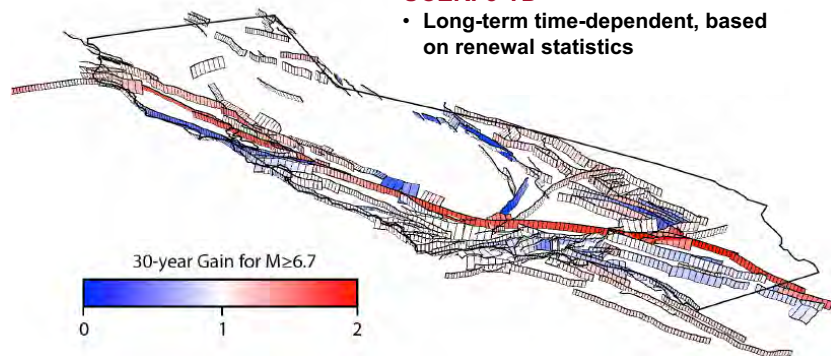 • Long-term time-dependent, based
on renewal statistics
30-year Gain for M≥6.7
0 1 2